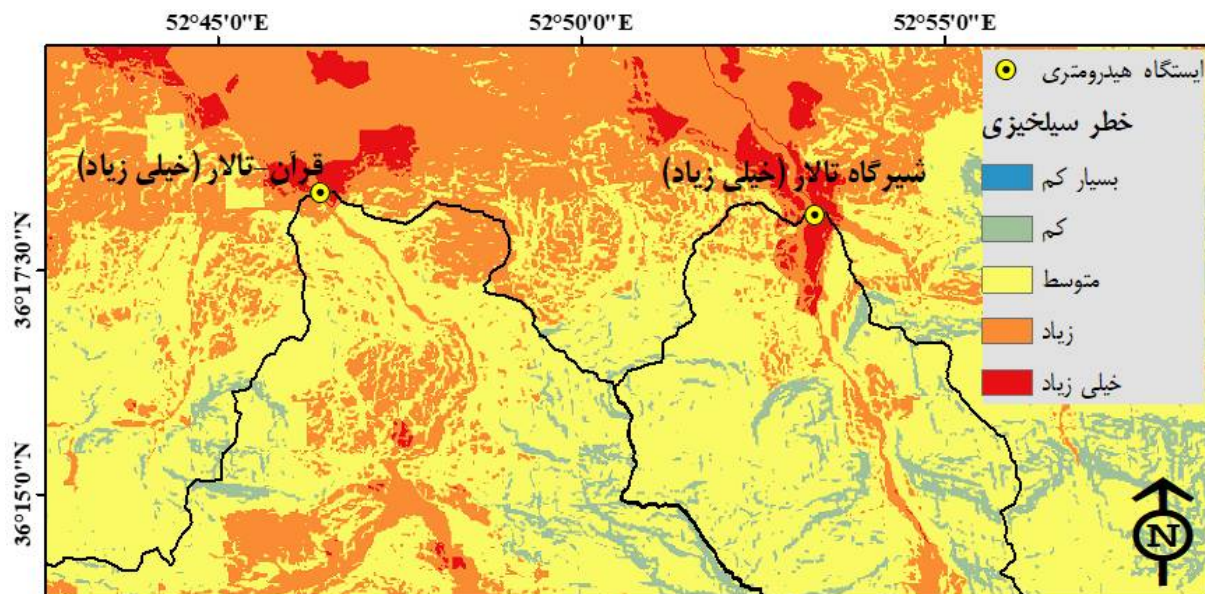 52°45'0"E
52°50'0"E
52°55'0"E
ایستگاه هیدرومتری
خطر سیلخیزی
بسیار کم
کم
متوسط
زیاد
خیلی زیاد
قرآن-تالار (خیلی زیاد)
شیرگاه تالار (خیلی زیاد)
36°17'30"N
36°15'0"N
N